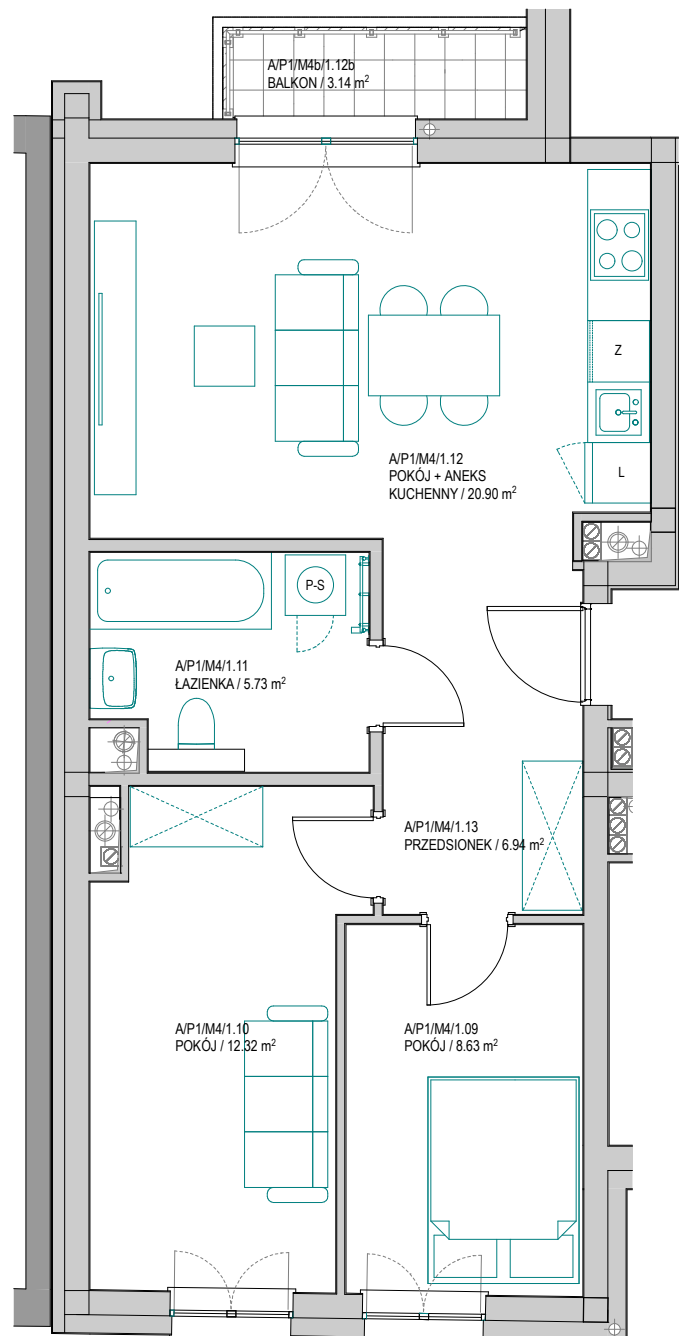 A/P1/M4b/1.12b
BALKON / 3.14 m²
Z
A/P1/M4/1.12
POKÓJ + ANEKS
KUCHENNY / 20.90 m²
L
P-S
A/P1/M4/1.11
ŁAZIENKA / 5.73 m²
A/P1/M4/1.13
PRZEDSIONEK / 6.94 m²
A/P1/M4/1.10
POKÓJ / 12.32 m²
A/P1/M4/1.09
POKÓJ / 8.63 m²